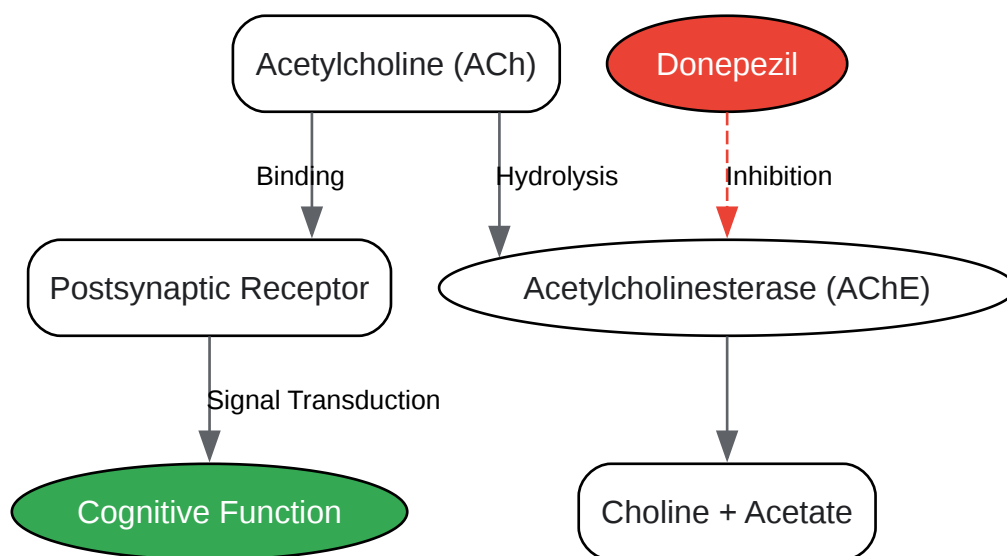 Acetylcholine (ACh)
Donepezil
Binding
Hydrolysis
Inhibition
Postsynaptic Receptor
Acetylcholinesterase (AChE)
Signal Transduction
Cognitive Function
Choline + Acetate